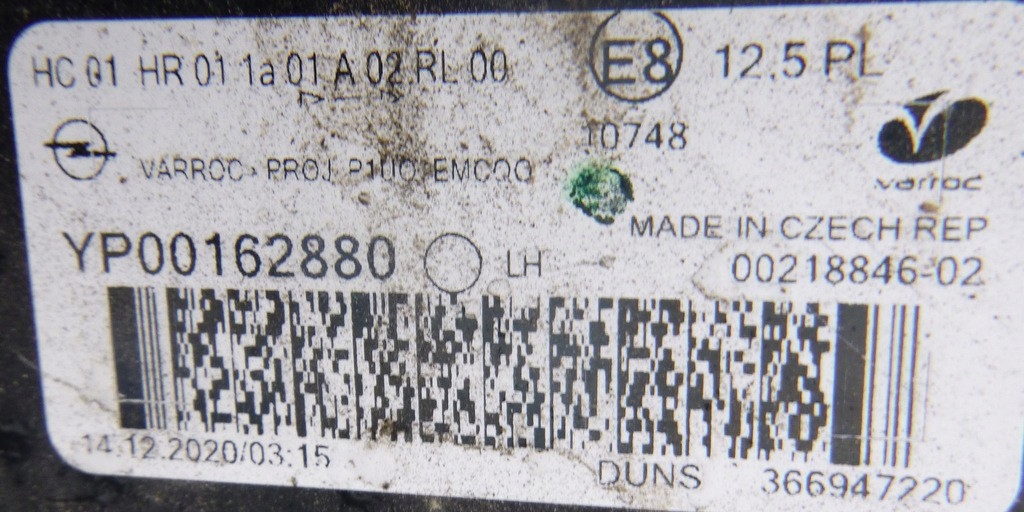 HC 01 HR 01 1a 01 A 02 RL 00
E8
12.5 PL
10748
VARROC- PROJ. P1UO, EMCQO
varroc
MADE IN CZECH REP
YP00162880
LH
00218846-02
14.12.2020/03:15
DUNS 366947220